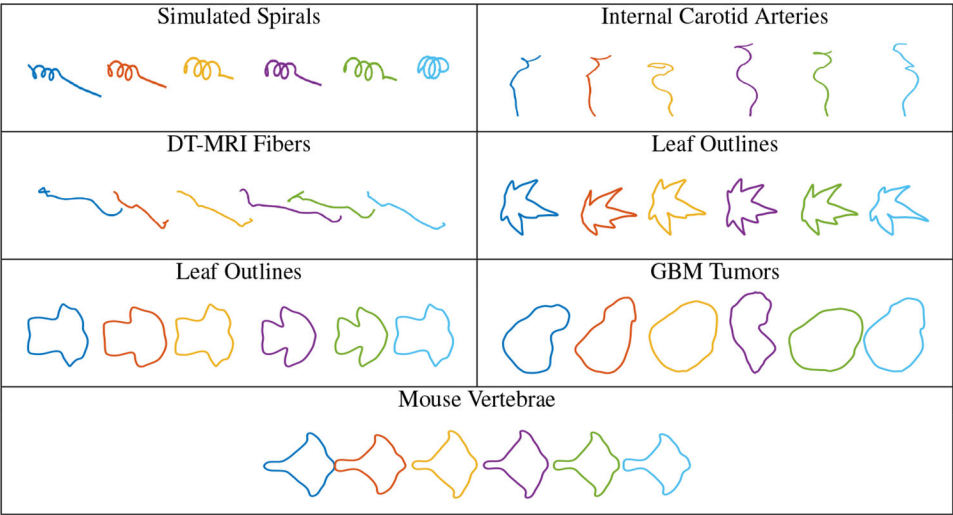 Simulated Spirals
Internal Carotid Arteries
DT-MRI Fibers
Leaf Outlines
Leaf Outlines
GBM Tumors
Mouse Vertebrae